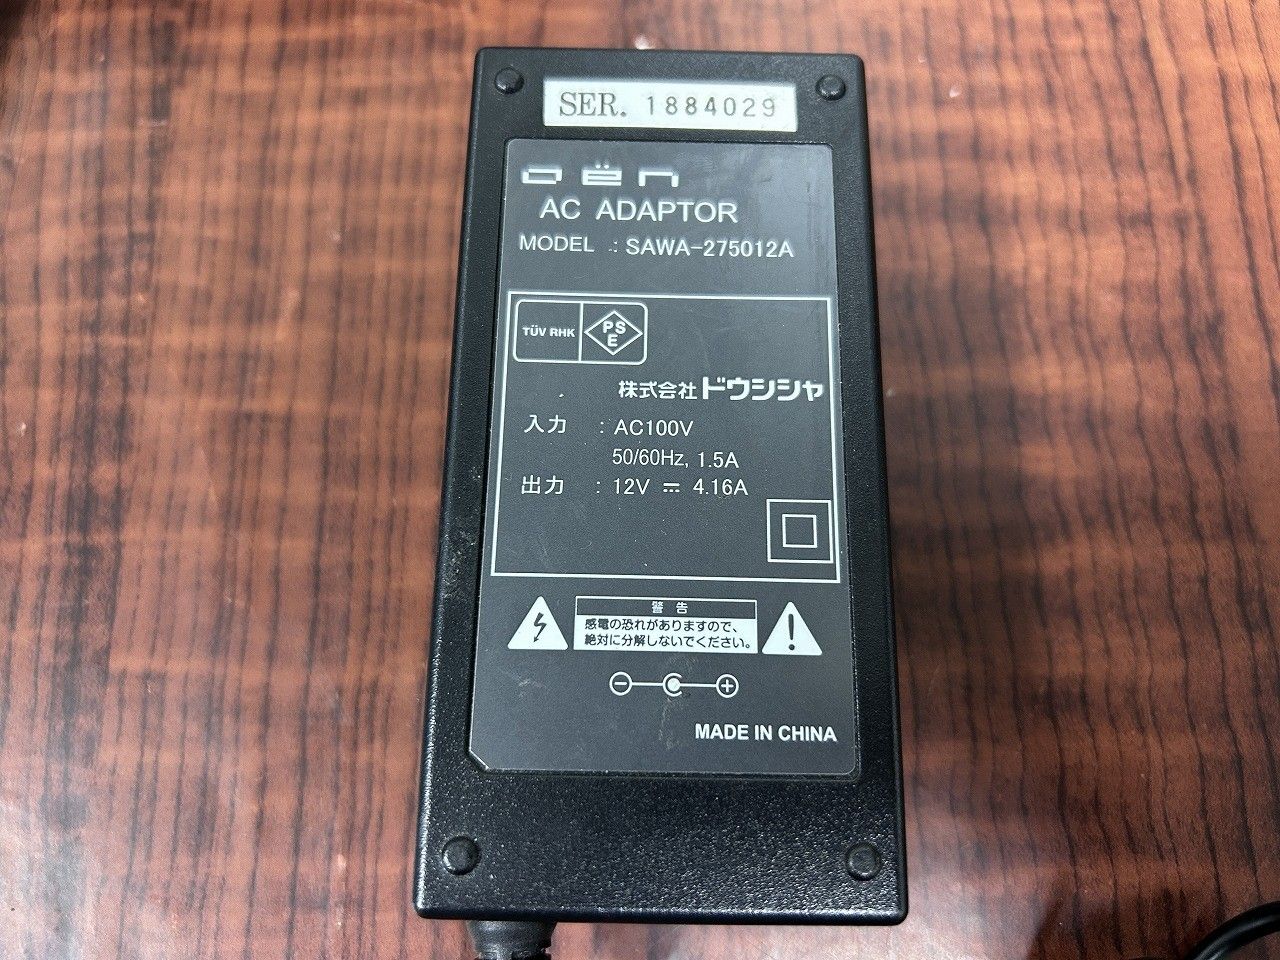 SER. 1884029
oën
AC ADAPTOR
MODEL : SAWA-275012A
TÜV RHK
PS
E
株式会社ドウシシャ
入力 : AC100V
50/60Hz, 1.5A
出力 : 12V ⎓ 4.16A
警告
感電の恐れがありますので、
絶対に分解しないでください。
MADE IN CHINA